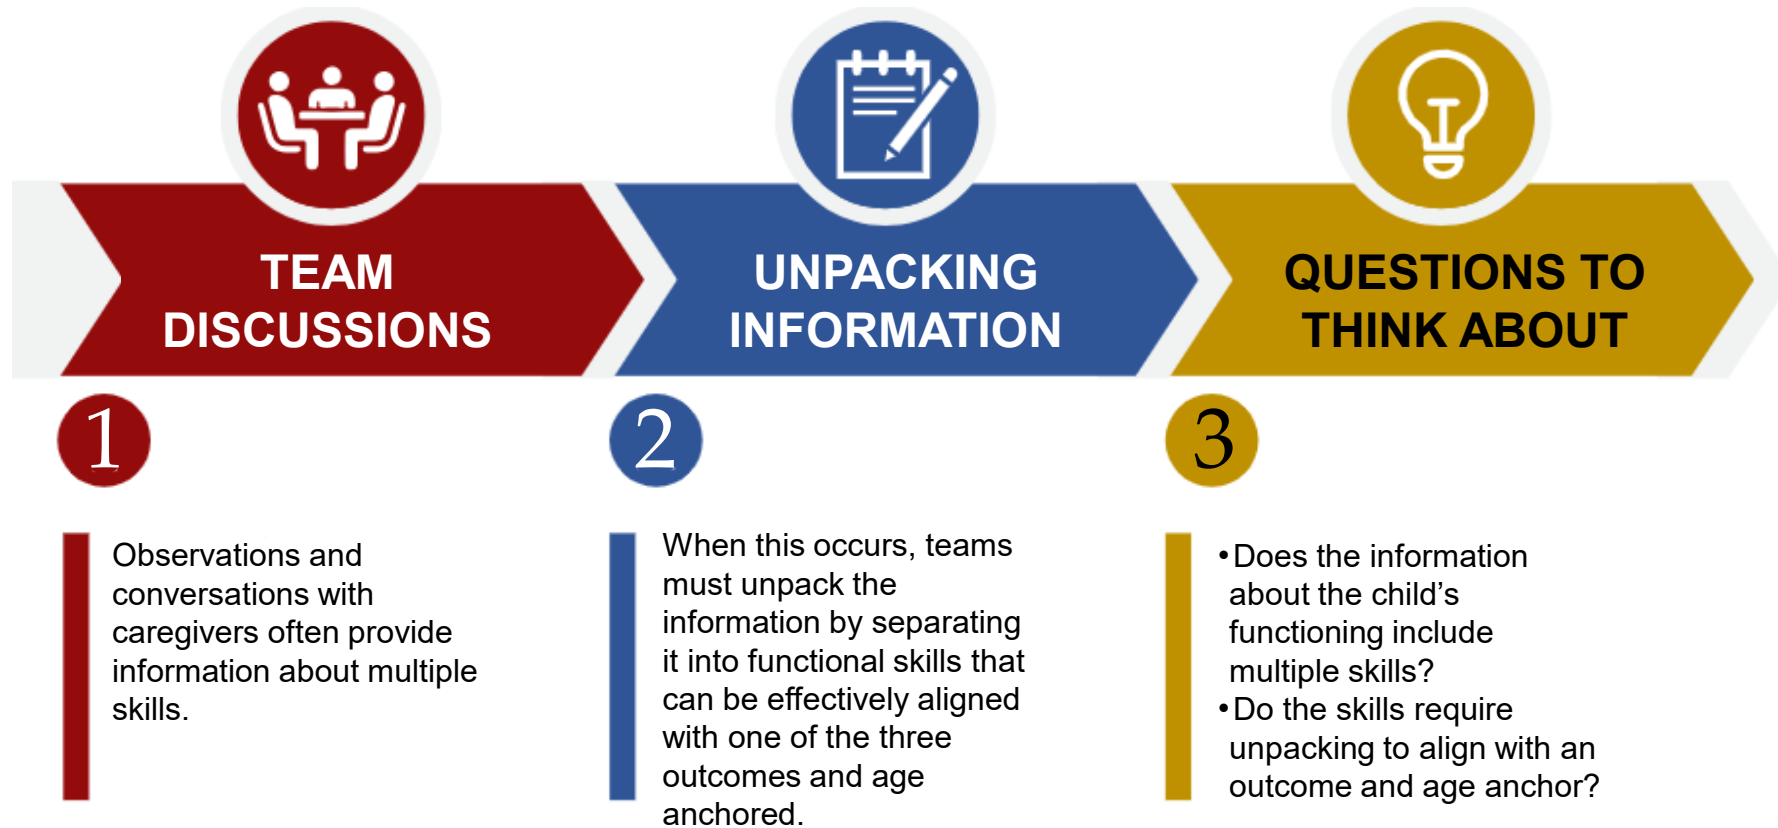 TEAM
DISCUSSIONS
UNPACKING
INFORMATION
QUESTIONS TO
THINK ABOUT
1
Observations and
conversations with
caregivers often provide
information about multiple
skills.
2
When this occurs, teams
must unpack the
information by separating
it into functional skills that
can be effectively aligned
with one of the three
outcomes and age
anchored.
3
•Does the information
about the child’s
functioning include
multiple skills?
•Do the skills require
unpacking to align with an
outcome and age anchor?